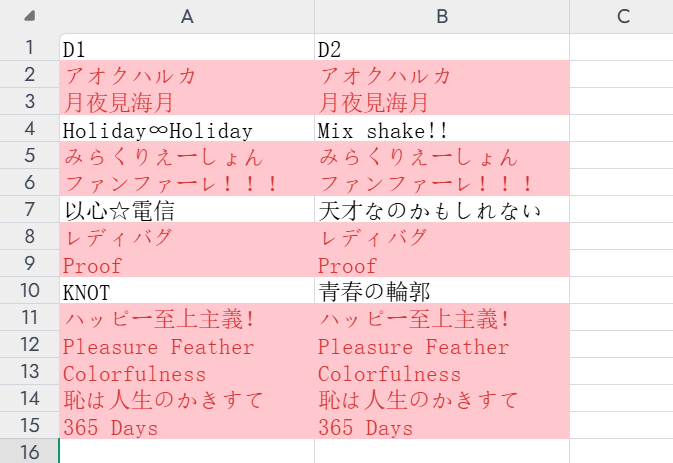 A B C
1 D1 D2
2 アオクハルカ アオクハルカ
3 月夜見海月 月夜見海月
4 Holiday∞Holiday Mix shake!!
5 みらくりえーしょん みらくりえーしょん
6 ファンファーレ！！！ ファンファーレ！！！
7 以心☆電信 天才なのかもしれない
8 レディバグ レディバグ
9 Proof Proof
10 KNOT 青春の輪郭
11 ハッピー至上主義! ハッピー至上主義!
12 Pleasure Feather Pleasure Feather
13 Colorfulness Colorfulness
14 恥は人生のかきすて 恥は人生のかきすて
15 365 Days 365 Days
16